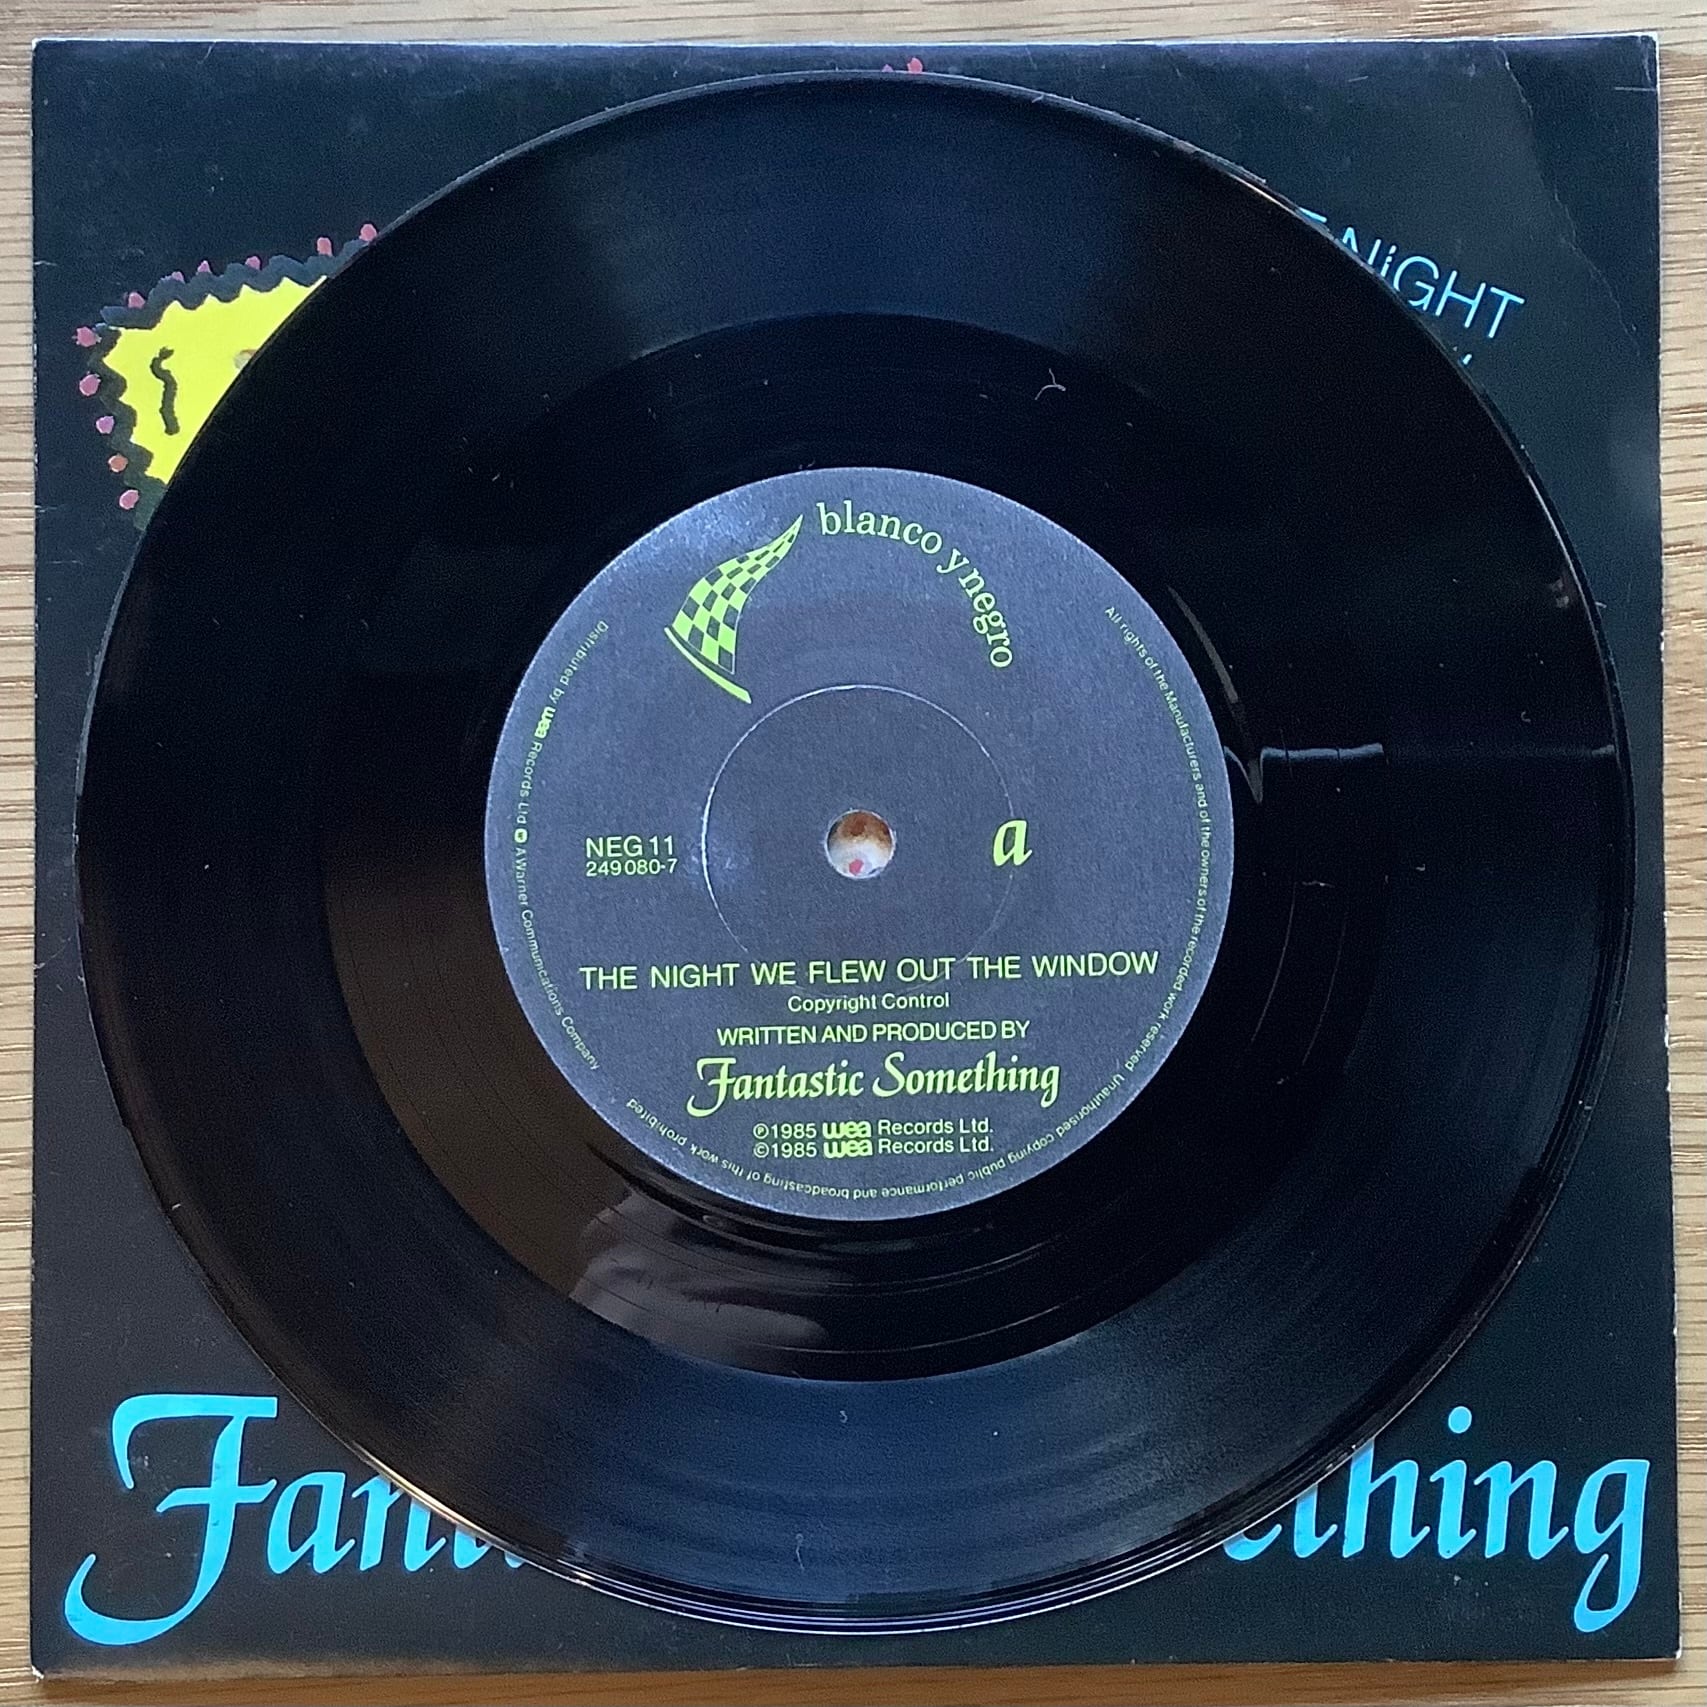 NiGHT
blanco y negro
Distributed by wea Records Ltd A Warner Communications Company
All rights of the Manufacturers and of the owners of the recorded work reserved Unauthorised copying public performance and broadcasting of this work prohibited
NEG 11
249 080-7
a
THE NIGHT WE FLEW OUT THE WINDOW
Copyright Control
WRITTEN AND PRODUCED BY
Fantastic Something
℗1985 wea Records Ltd.
©1985 wea Records Ltd.
Fan thing